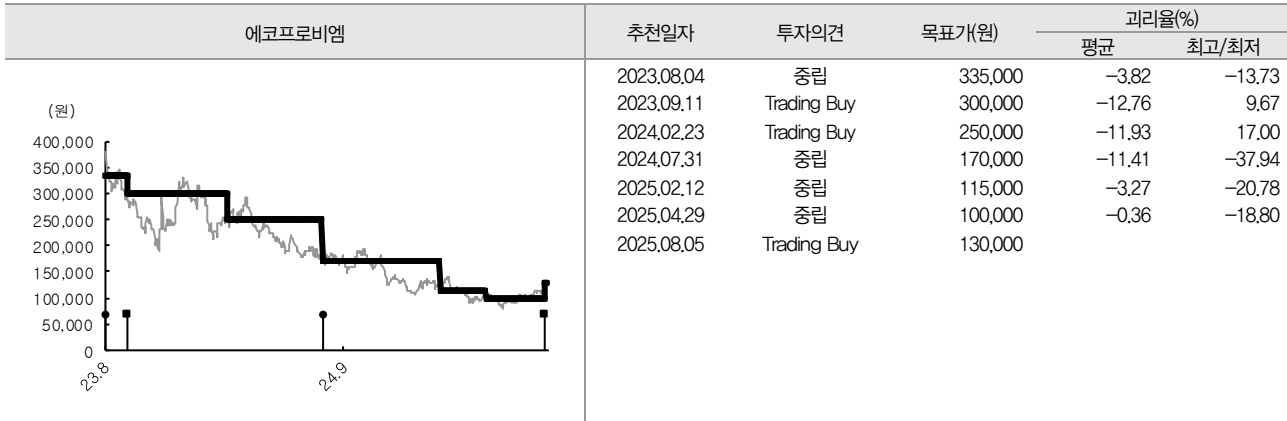 에코프로비엠
추천일자 투자의견 목표가(원) 괴리율(%)
평균 최고/최저
2023.08.04 중립 335,000 -3.82 -13.73
2023.09.11 Trading Buy 300,000 -12.76 9.67
2024.02.23 Trading Buy 250,000 -11.93 17.00
2024.07.31 중립 170,000 -11.41 -37.94
2025.02.12 중립 115,000 -3.27 -20.78
2025.04.29 중립 100,000 -0.36 -18.80
2025.08.05 Trading Buy 130,000
(원)
400,000
350,000
300,000
250,000
200,000
150,000
100,000
50,000
0
23.8 24.9